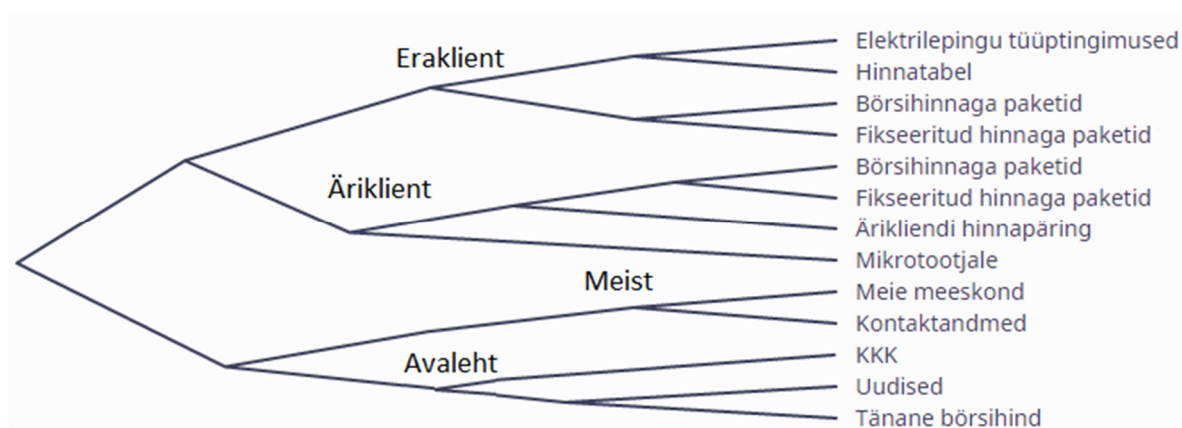 Eraklient
Äriklient
Meist
Avaleht
Elektrilepingu tüüptingimused
Hinnatabel
Börsihinnaga paketid
Fikseeritud hinnaga paketid
Börsihinnaga paketid
Fikseeritud hinnaga paketid
Ärikliendi hinnapäring
Mikrotootjale
Meie meeskond
Kontaktandmed
KKK
Uudised
Tänane börsihind